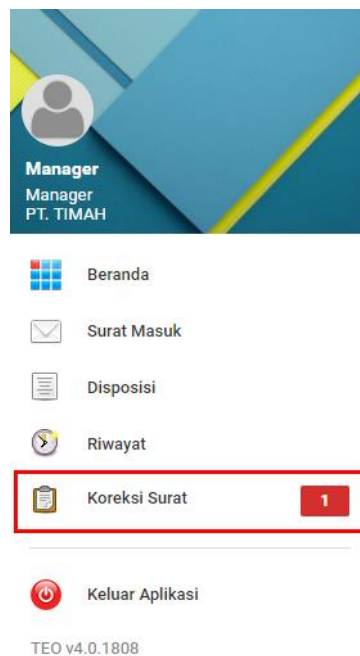 Manager
Manager
PT. TIMAH
Beranda
Surat Masuk
Disposisi
Riwayat
Koreksi Surat 1
Keluar Aplikasi
TEO v4.0.1808